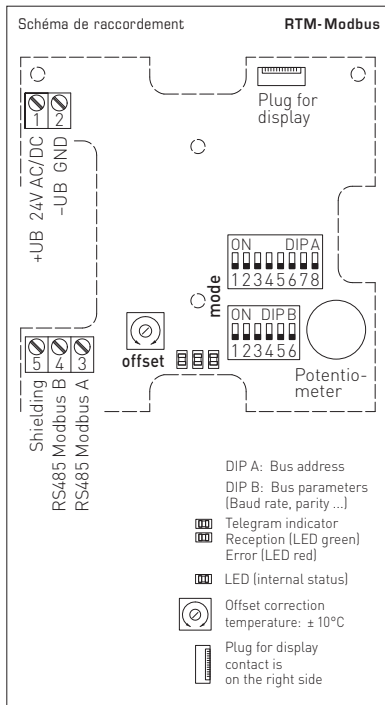 Schéma de raccordement
RTM-Modbus
Plug for
display
1 2
+UB 24V AC/DC
–UB GND
ON DIP A
1 2 3 4 5 6 7 8
mode
ON DIP B
1 2 3 4 5 6
offset
5 4 3
Potentio-
meter
Shielding
RS485 Modbus B
RS485 Modbus A
DIP A: Bus address
DIP B: Bus parameters
(Baud rate, parity ...)
Telegram indicator
Reception (LED green)
Error (LED red)
LED (internal status)
Offset correction
temperature: ± 10°C
Plug for display
contact is
on the right side